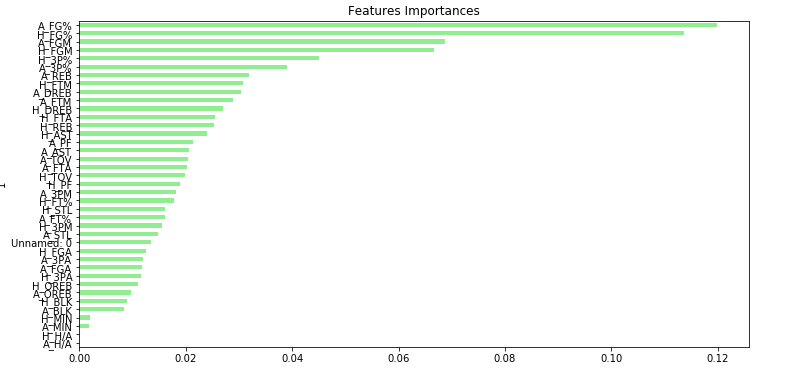 Features Importances
A_FG%
H_FG%
A_FGM
H_FGM
H_3P%
A_3P%
A_REB
H_FTM
A_DREB
A_FTM
H_DREB
H_FTA
H_REB
H_AST
A_PF
A_AST
A_TOV
A_FTA
H_TOV
H_PF
A_3PM
H_FT%
H_STL
A_FT%
H_3PM
A_STL
Unnamed: 0
H_FGA
A_3PA
A_FGA
H_3PA
H_OREB
A_OREB
H_BLK
A_BLK
H_MIN
A_MIN
H_H/A
A_H/A
0.00 0.02 0.04 0.06 0.08 0.10 0.12